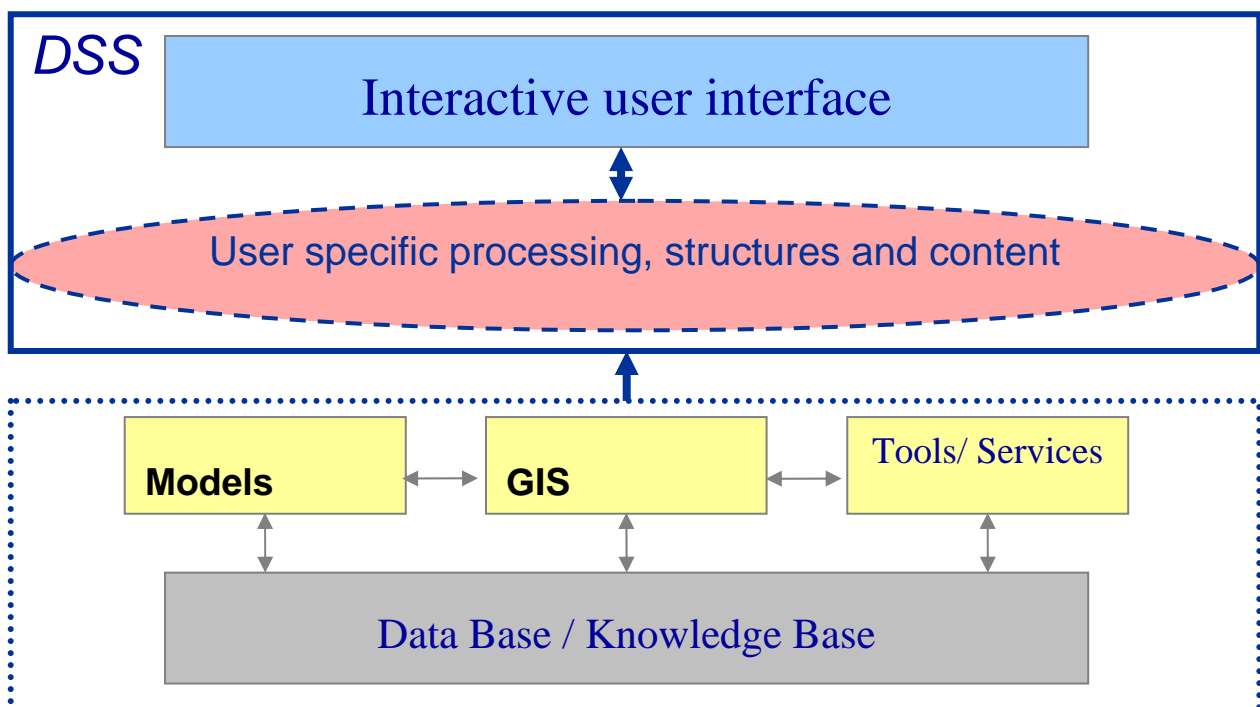 DSS
Interactive user interface
User specific processing, structures and content
Models
GIS
Tools/ Services
Data Base / Knowledge Base